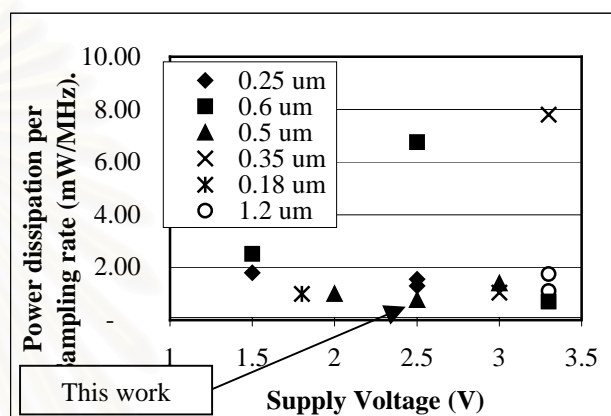 Power dissipation per
Sampling rate (mW/MHz).
10.00
8.00
6.00
4.00
2.00
-
0.25 um
0.6 um
0.5 um
0.35 um
0.18 um
1.2 um
1
1.5
2
2.5
3
3.5
This work
Supply Voltage (V)